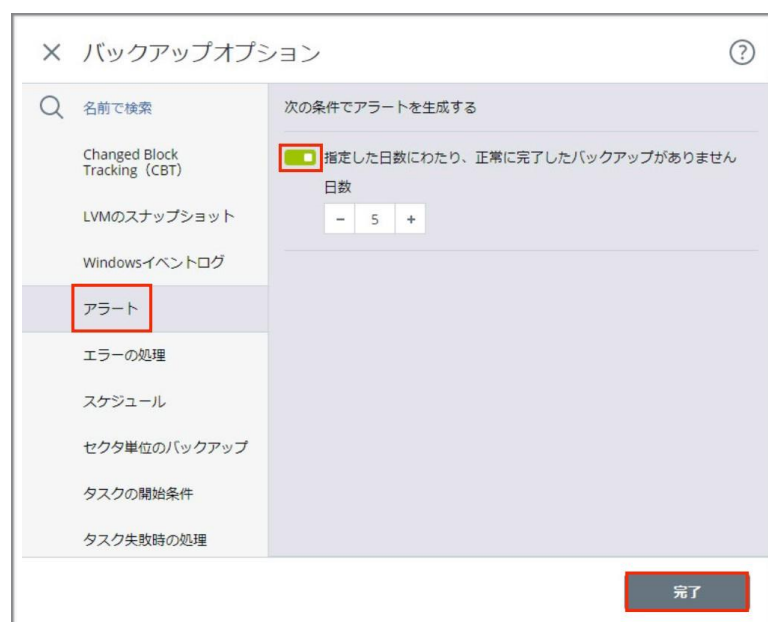 バックアップオプション
名前で検索
Changed Block
Tracking（CBT）
LVMのスナップショット
Windowsイベントログ
アラート
エラーの処理
スケジュール
セクタ単位のバックアップ
タスクの開始条件
タスク失敗時の処理
次の条件でアラートを生成する
指定した日数にわたり、正常に完了したバックアップがありません
日数
- 5 +
完了